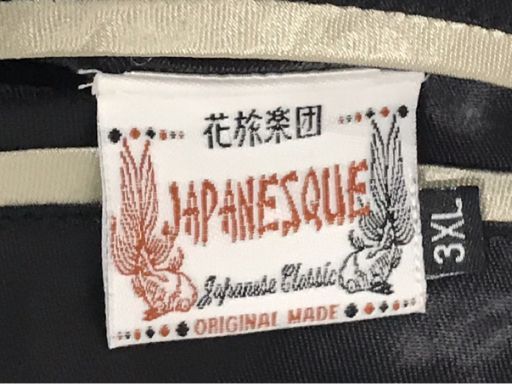 花旅楽団
JAPANESQUE
Japanese Classic
ORIGINAL MADE
3XL